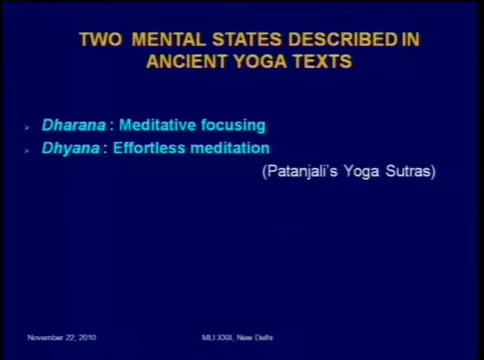 TWO MENTAL STATES DESCRIBED IN
ANCIENT YOGA TEXTS
Dharana : Meditative focusing
Dhyana : Effortless meditation
(Patanjali's Yoga Sutras)
November 22, 2010
MLI XXII, New Delhi